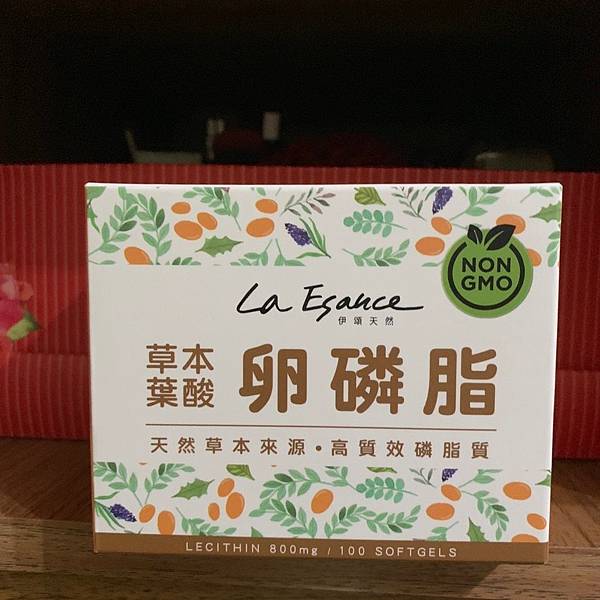 NON
GMO
La Esance
伊頌天然
草本
葉酸
卵磷脂
天然草本來源・高質效磷脂質
LECITHIN 800mg / 100 SOFTGELS